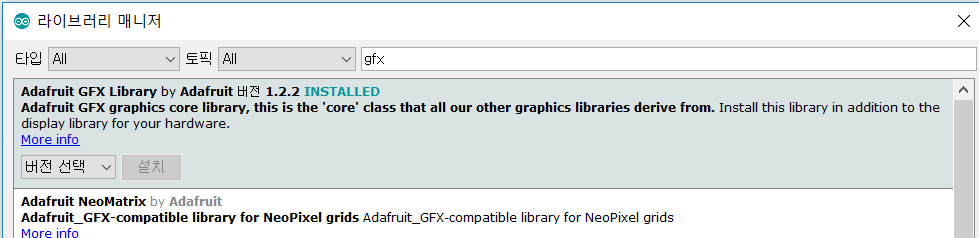 라이브러리 매니저
타입 All 토픽 All gfx
Adafruit GFX Library by Adafruit 버전 1.2.2 INSTALLED
Adafruit GFX graphics core library, this is the 'core' class that all our other graphics libraries derive from. Install this library in addition to the
display library for your hardware.
More info
버전 선택 설치
Adafruit NeoMatrix by Adafruit
Adafruit_GFX-compatible library for NeoPixel grids Adafruit_GFX-compatible library for NeoPixel grids
More info